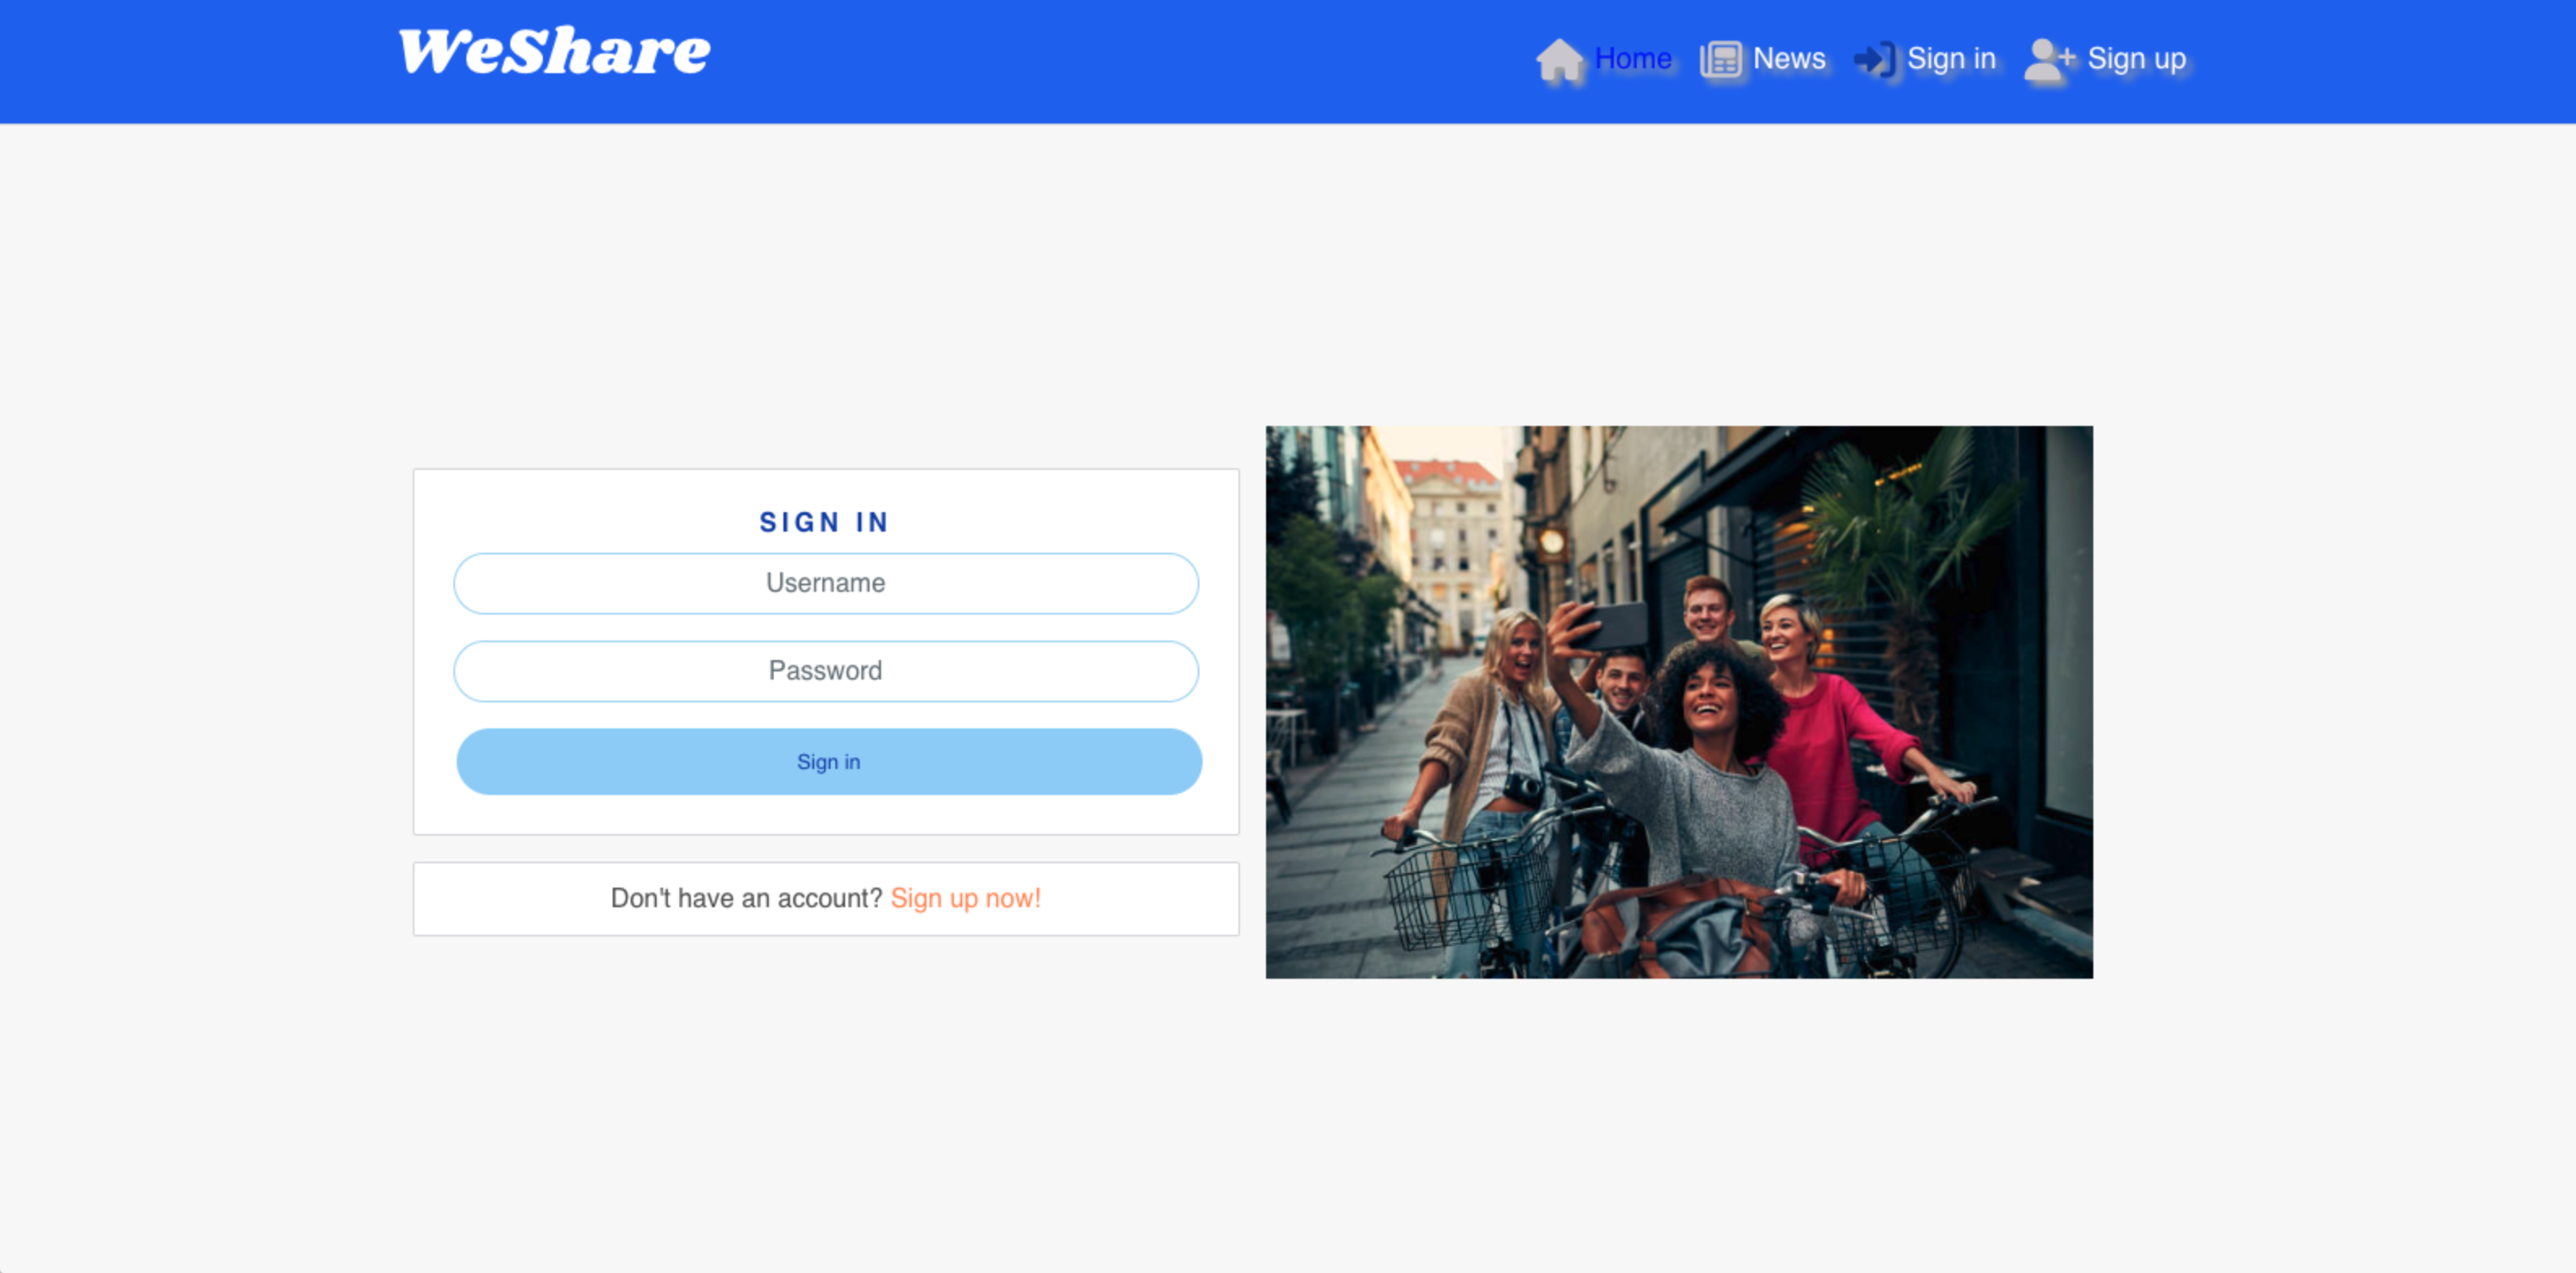 WeShare
Home News Sign in Sign up
SIGN IN
Username
Password
Sign in
Don't have an account? Sign up now!